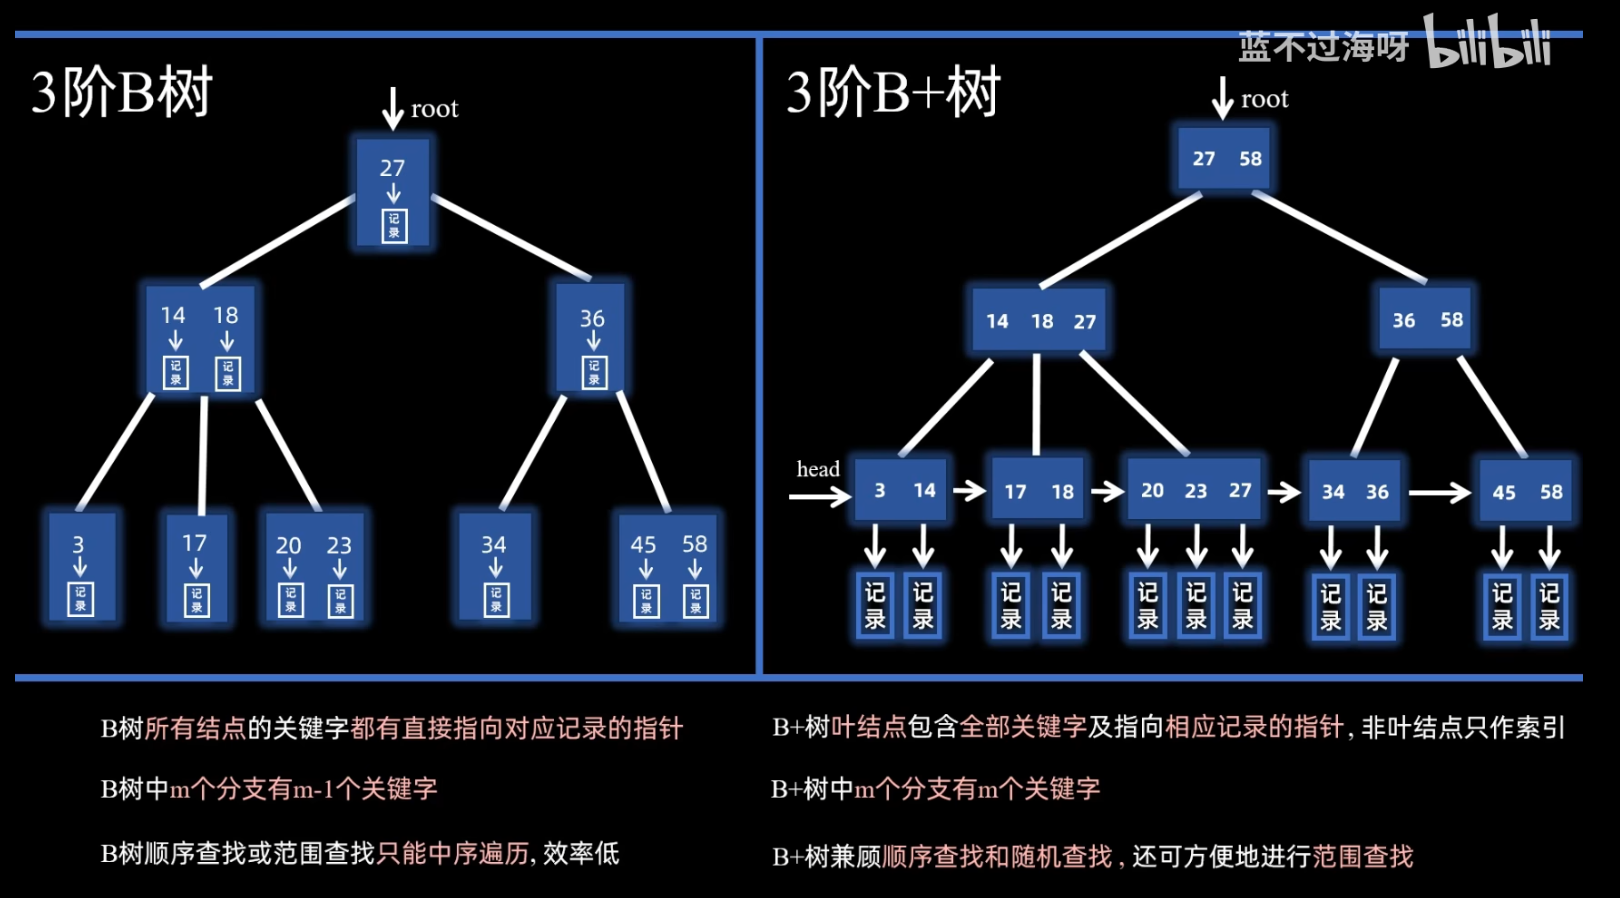 蓝不过海呀 bilibili
3阶B树
root
27
记录
14 18
记录 记录
36
记录
3
记录
17
记录
20 23
记录 记录
34
记录
45 58
记录 记录
3阶B+树
root
27 58
14 18 27
36 58
head
3 14
17 18
20 23 27
34 36
45 58
记录 记录 记录 记录 记录 记录 记录 记录 记录 记录 记录
B树所有结点的关键字都有直接指向对应记录的指针
B树中m个分支有m-1个关键字
B树顺序查找或范围查找只能中序遍历, 效率低
B+树叶结点包含全部关键字及指向相应记录的指针, 非叶结点只作索引
B+树中m个分支有m个关键字
B+树兼顾顺序查找和随机查找, 还可方便地进行范围查找